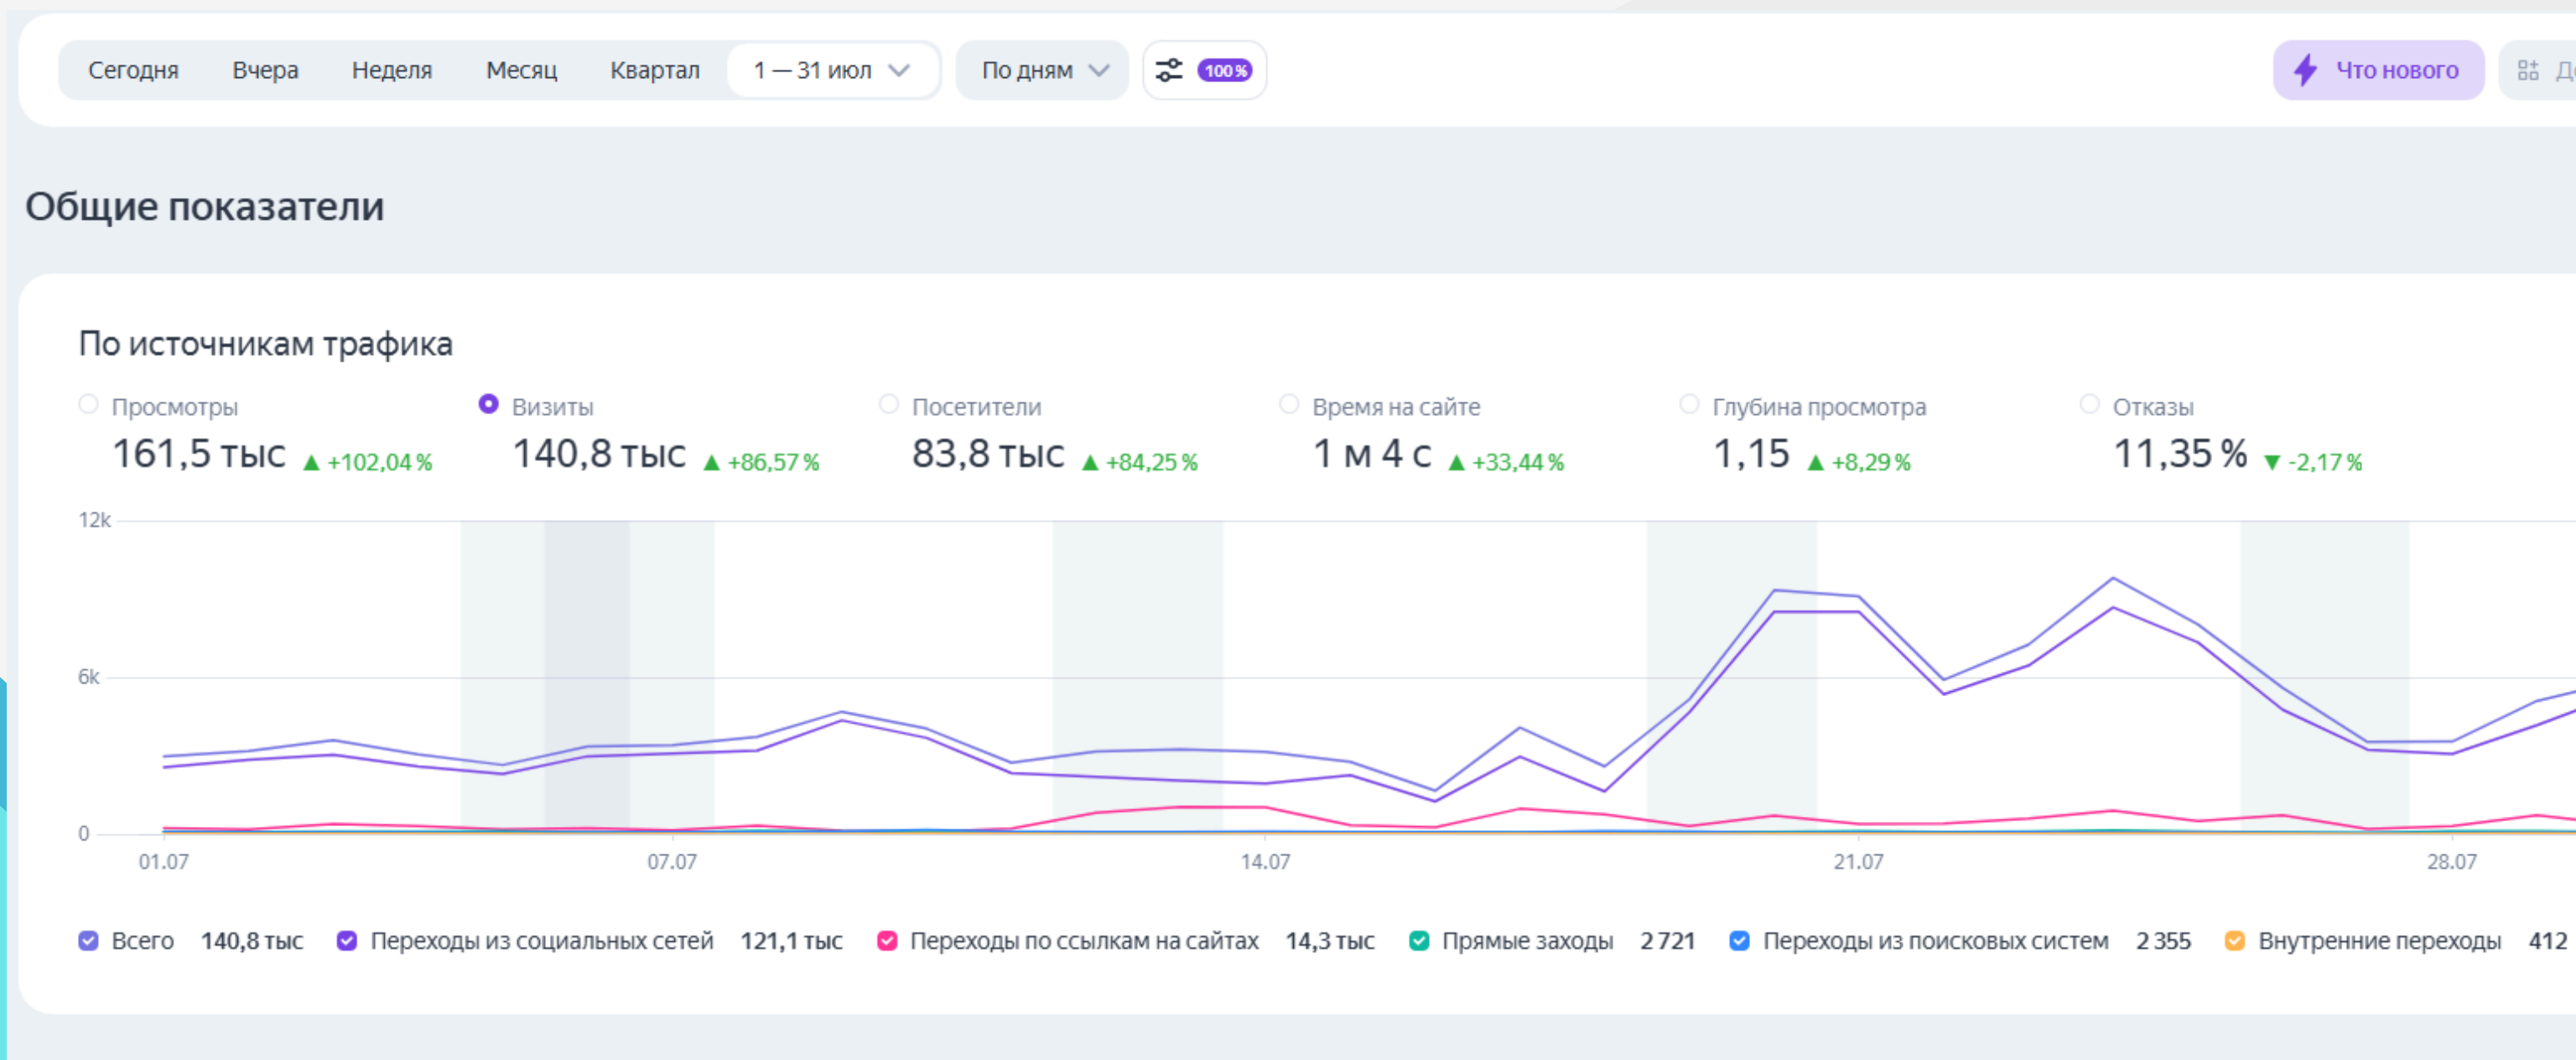 Сегодня Вчера Неделя Месяц Квартал 1 — 31 июл По дням 100 % Что нового
Общие показатели
По источникам трафика
Просмотры Визиты Посетители Время на сайте Глубина просмотра Отказы
161,5 тыс ▲ +102,04 % 140,8 тыс ▲ +86,57 % 83,8 тыс ▲ +84,25 % 1 м 4 с ▲ +33,44 % 1,15 ▲ +8,29 % 11,35 % ▼ -2,17 %
12k
6k
0
01.07 07.07 14.07 21.07 28.07
Всего 140,8 тыс Переходы из социальных сетей 121,1 тыс Переходы по ссылкам на сайтах 14,3 тыс Прямые заходы 2 721 Переходы из поисковых систем 2 355 Внутренние переходы 412